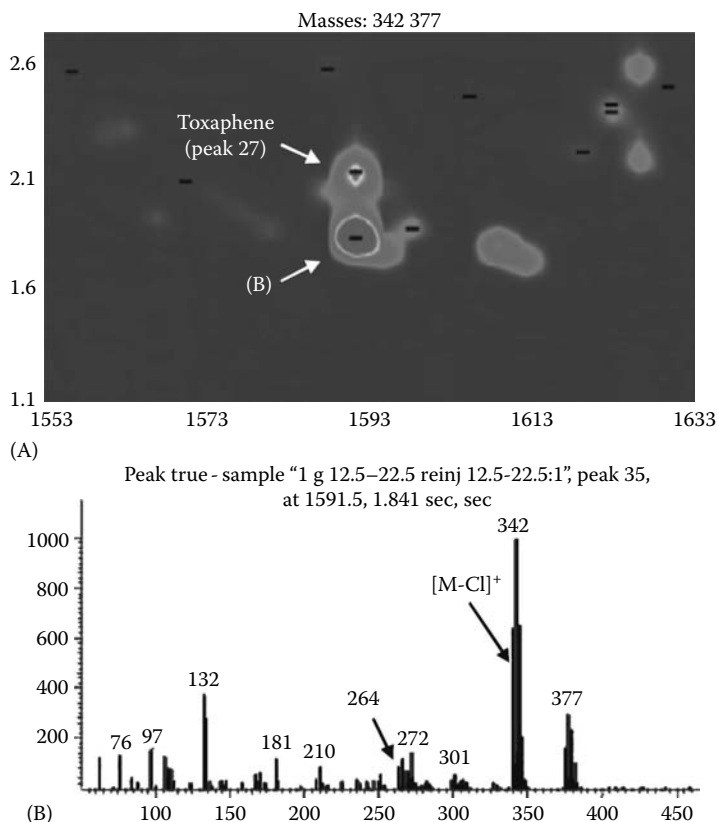 Masses: 342 377
2.6
2.1
1.6
1.1
Toxaphene
(peak 27)
(B)
1553 1573 1593 1613 1633
(A)
Peak true - sample “1 g 12.5–22.5 reinj 12.5-22.5:1”, peak 35,
at 1591.5, 1.841 sec, sec
1000
800
600
400
200
342
[M-Cl]+
132
264
377
76 97
181
210
272
301
100 150 200 250 300 350 400 450
(B)